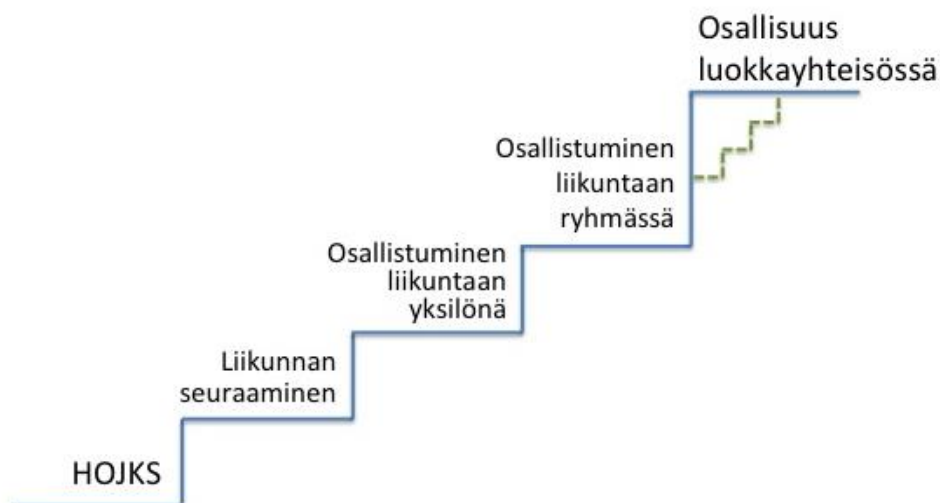 Osallisuus
luokkayhteisössä
Osallistuminen
liikuntaan
ryhmässä
Osallistuminen
liikuntaan
yksilönä
Liikunnan
seuraaminen
HOJKS